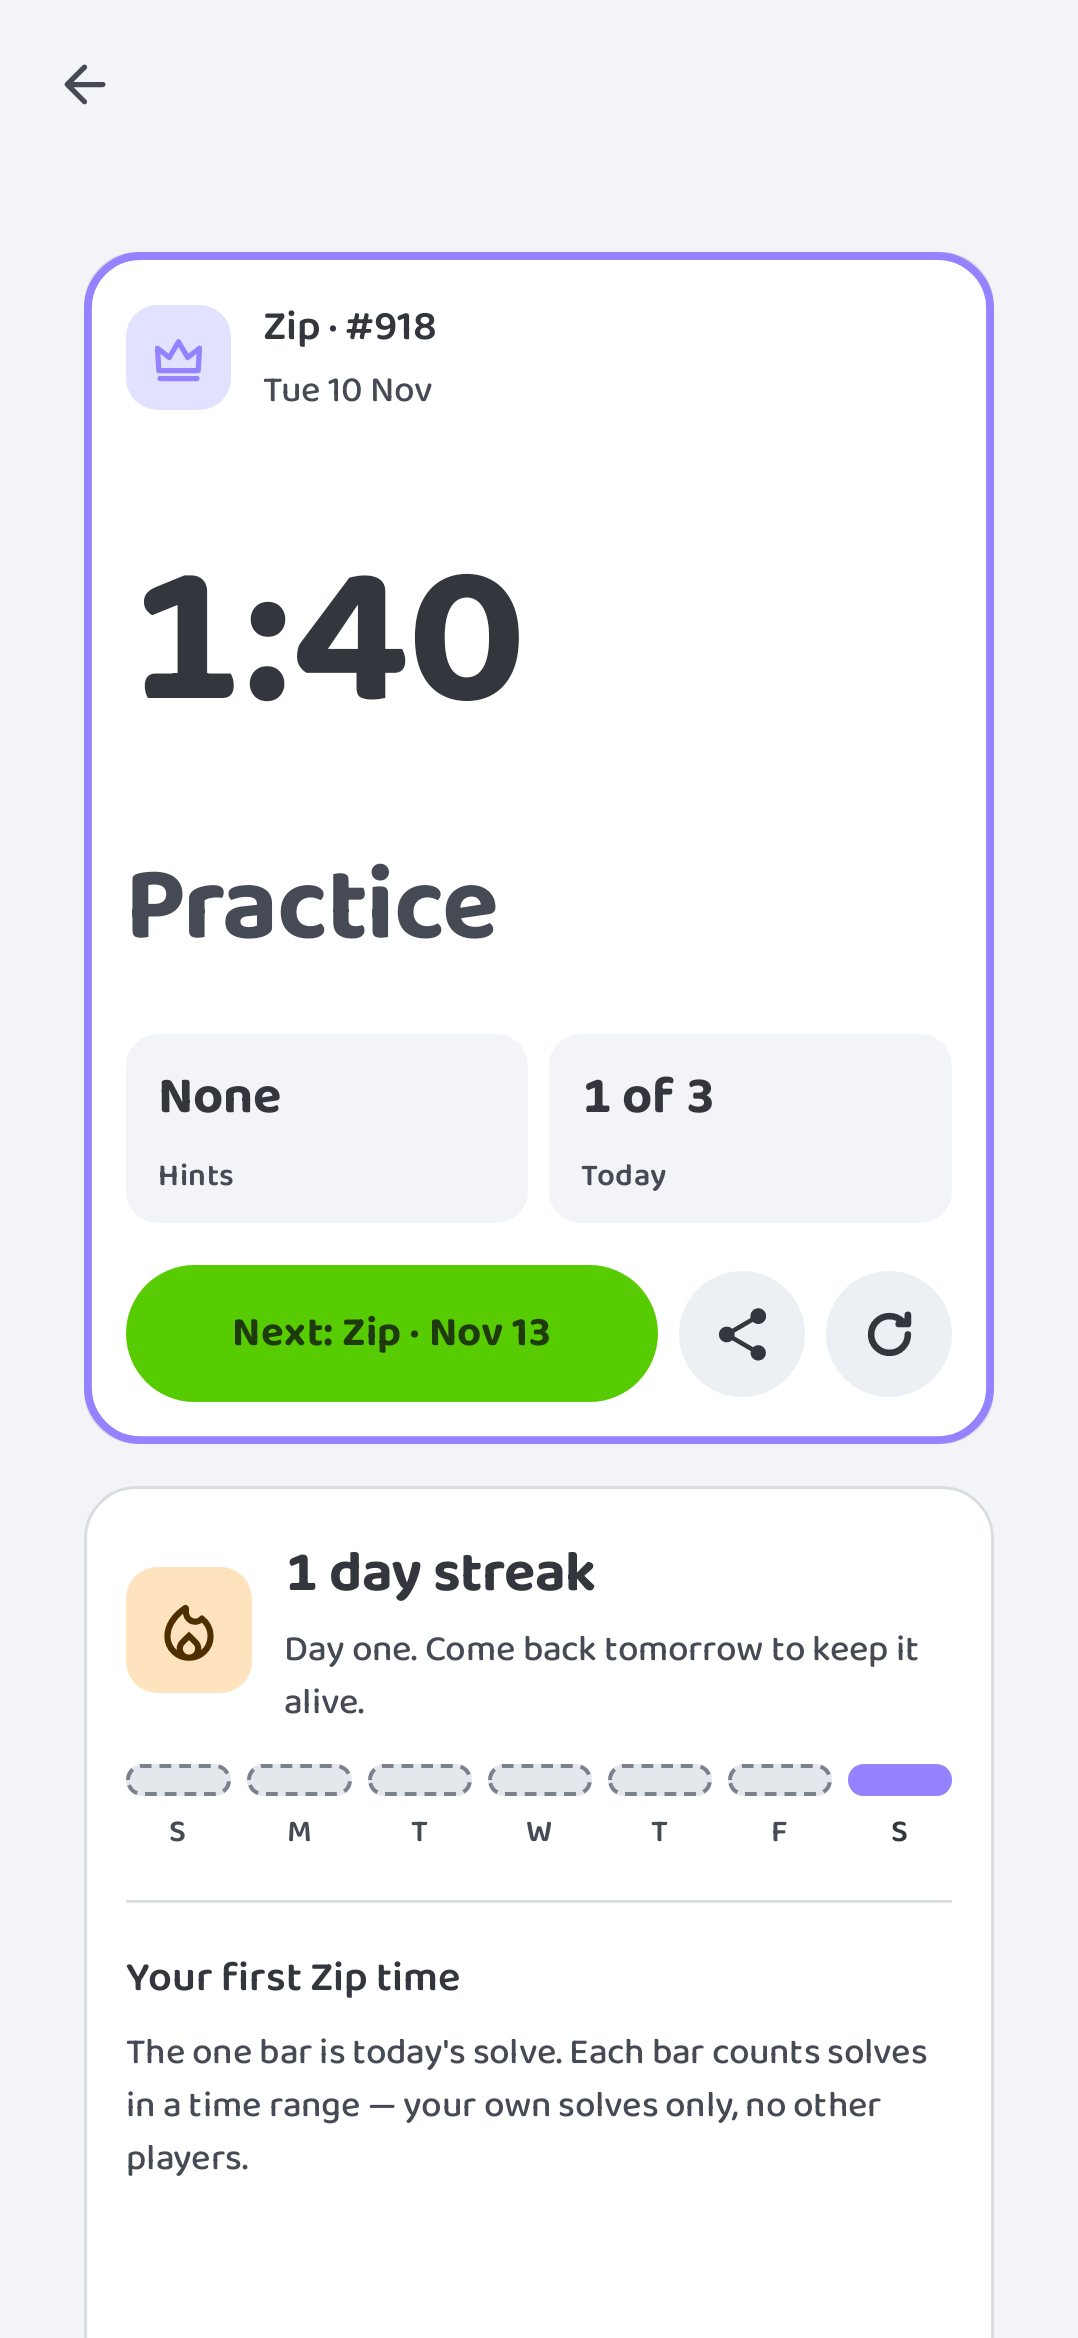 Zip · #918
Tue 10 Nov
1:40
Practice
None
Hints
1 of 3
Today
Next: Zip · Nov 13
1 day streak
Day one. Come back tomorrow to keep it
alive.
S M T W T F S
Your first Zip time
The one bar is today's solve. Each bar counts solves
in a time range — your own solves only, no other
players.